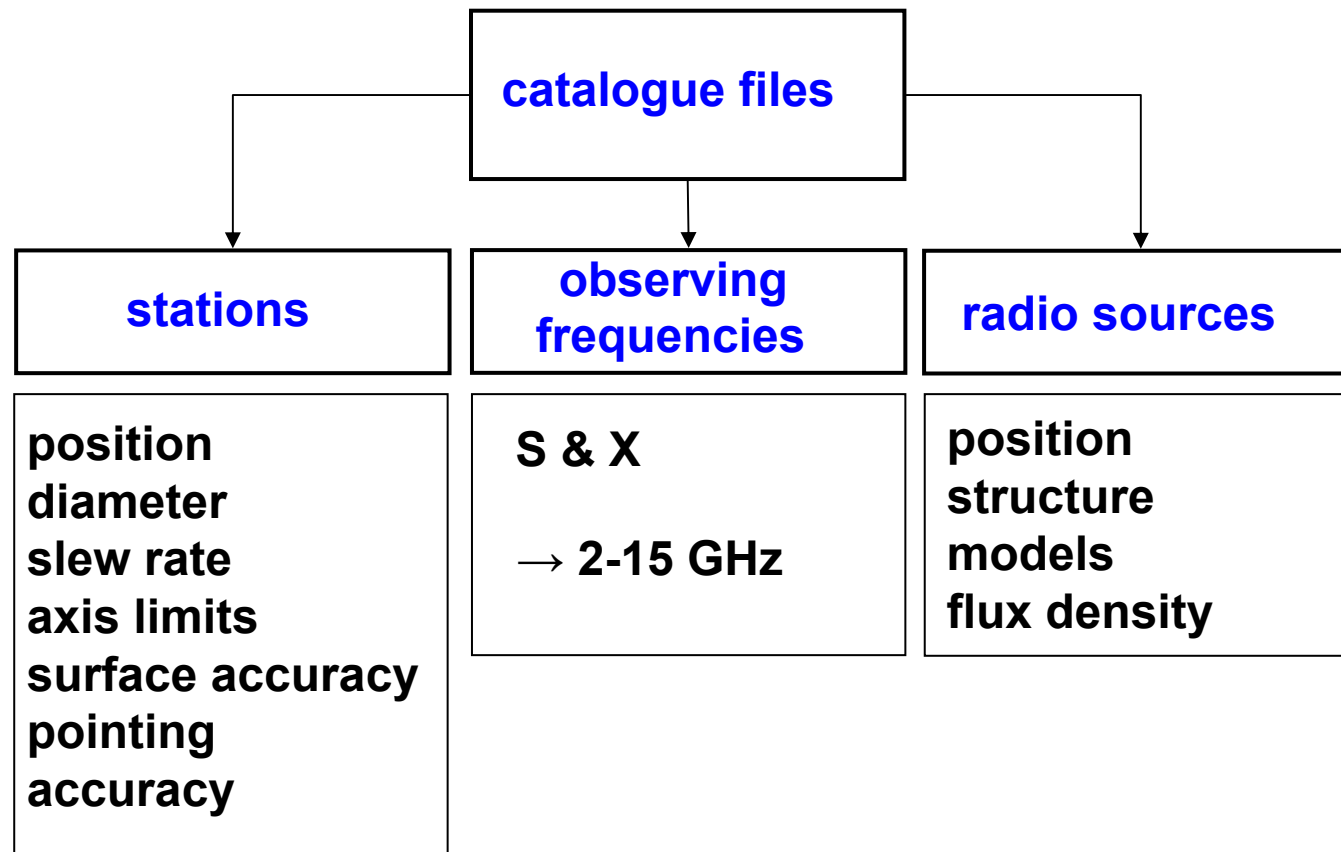 catalogue files
stations
observing
frequencies
radio sources
position
diameter
slew rate
axis limits
surface accuracy
pointing
accuracy
S & X
→ 2-15 GHz
position
structure
models
flux density